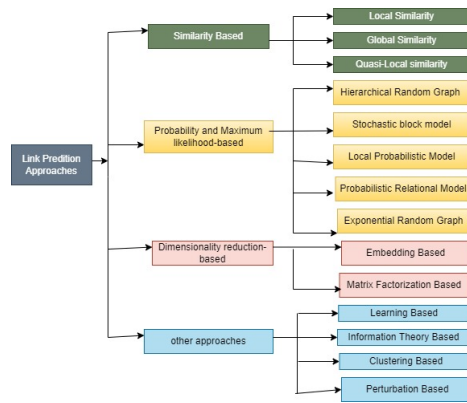 Link Predition
Approaches
Similarity Based
Local Similarity
Global Similarity
Quasi-Local similarity
Probability and Maximum
likelihood-based
Hierarchical Random Graph
Stochastic block model
Local Probabilistic Model
Probabilistic Relational Model
Exponential Random Graph
Dimensionality reduction-
based
Embedding Based
Matrix Factorization Based
other approaches
Learning Based
Information Theory Based
Clustering Based
Perturbation Based